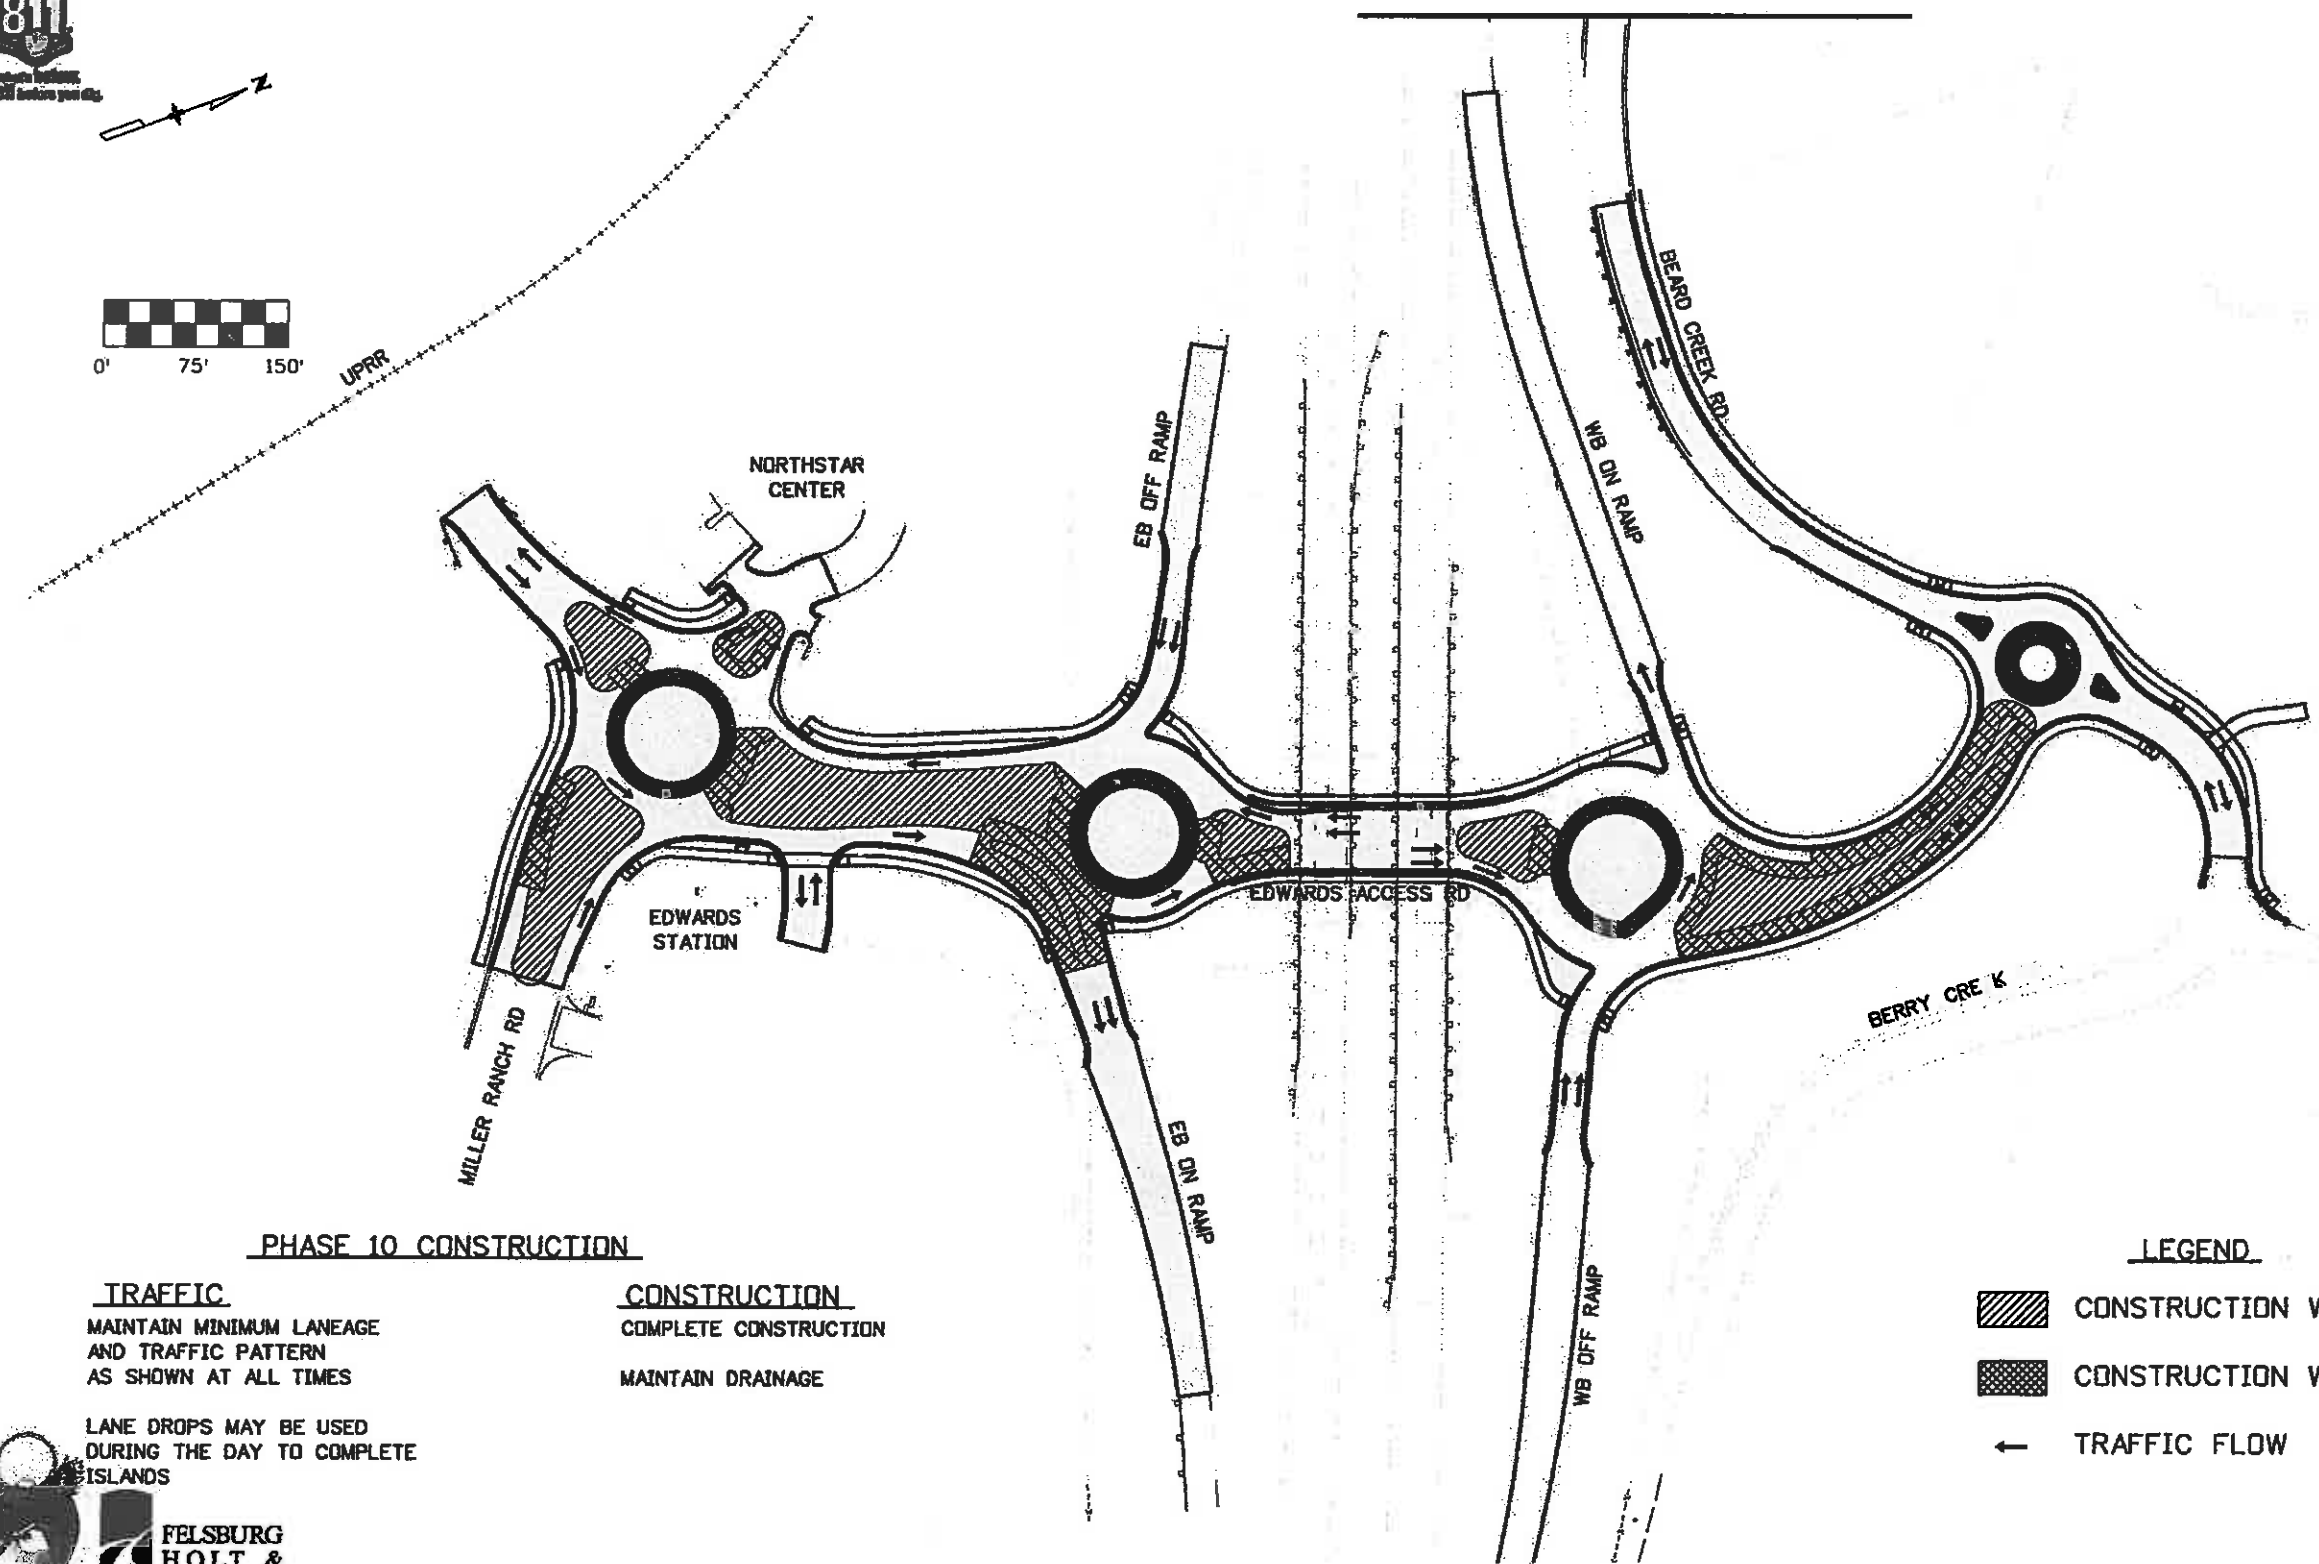 811
before you dig.
N
0' 75' 150'
UPRR
NORTHSTAR
CENTER
EB OFF RAMP
WB ON RAMP
BEARD CREEK RD
EDWARDS
STATION
EDWARDS ACCESS RD
BERRY CRE K
MILLER RANCH RD
EB ON RAMP
WB OFF RAMP
PHASE 10 CONSTRUCTION
TRAFFIC
MAINTAIN MINIMUM LANEAGE
AND TRAFFIC PATTERN
AS SHOWN AT ALL TIMES
LANE DROPS MAY BE USED
DURING THE DAY TO COMPLETE
ISLANDS
CONSTRUCTION
COMPLETE CONSTRUCTION
MAINTAIN DRAINAGE
LEGEND
CONSTRUCTION W
CONSTRUCTION W
TRAFFIC FLOW
FELSBURG
HOLT &